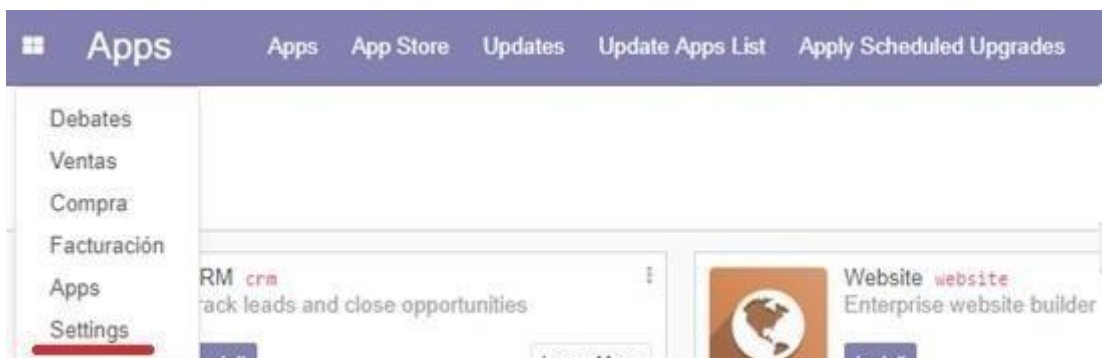 Apps Apps App Store Updates Update Apps List Apply Scheduled Upgrades
Debates
Ventas
Compra
Facturación
Apps
Settings
RM crm
rack leads and close opportunities
Website website
Enterprise website builder